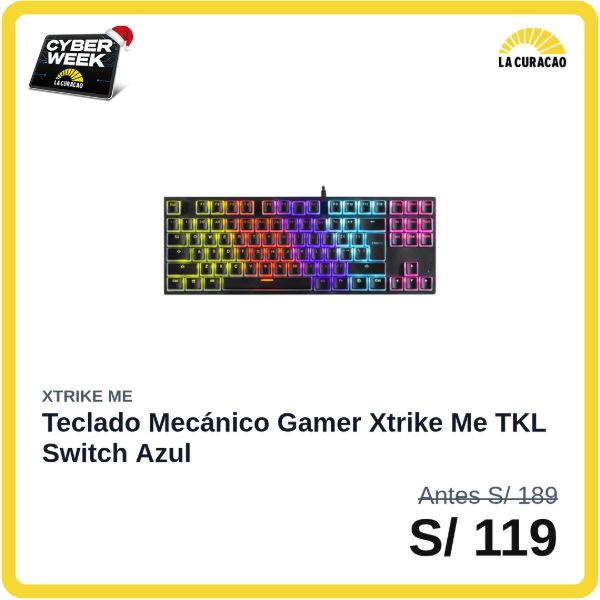 CYBER
WEEK
LA CURACAO
LA CURACAO
XTRIKE ME
Teclado Mecánico Gamer Xtrike Me TKL
Switch Azul
Antes S/ 189
S/ 119